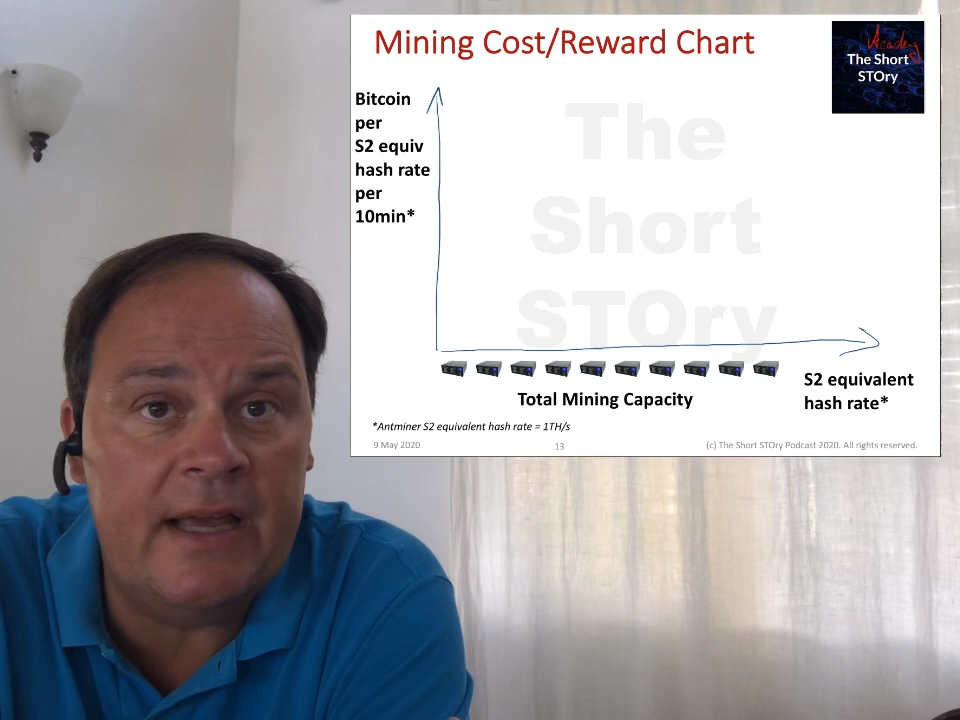 Mining Cost/Reward Chart
Academy
The Short
STOry
Bitcoin
per
S2 equiv
hash rate
per
10min*
The
Short
STOry
S2 equivalent
hash rate*
Total Mining Capacity
*Antminer S2 equivalent hash rate = 1TH/s
9 May 2020
13
(c) The Short STOry Podcast 2020. All rights reserved.